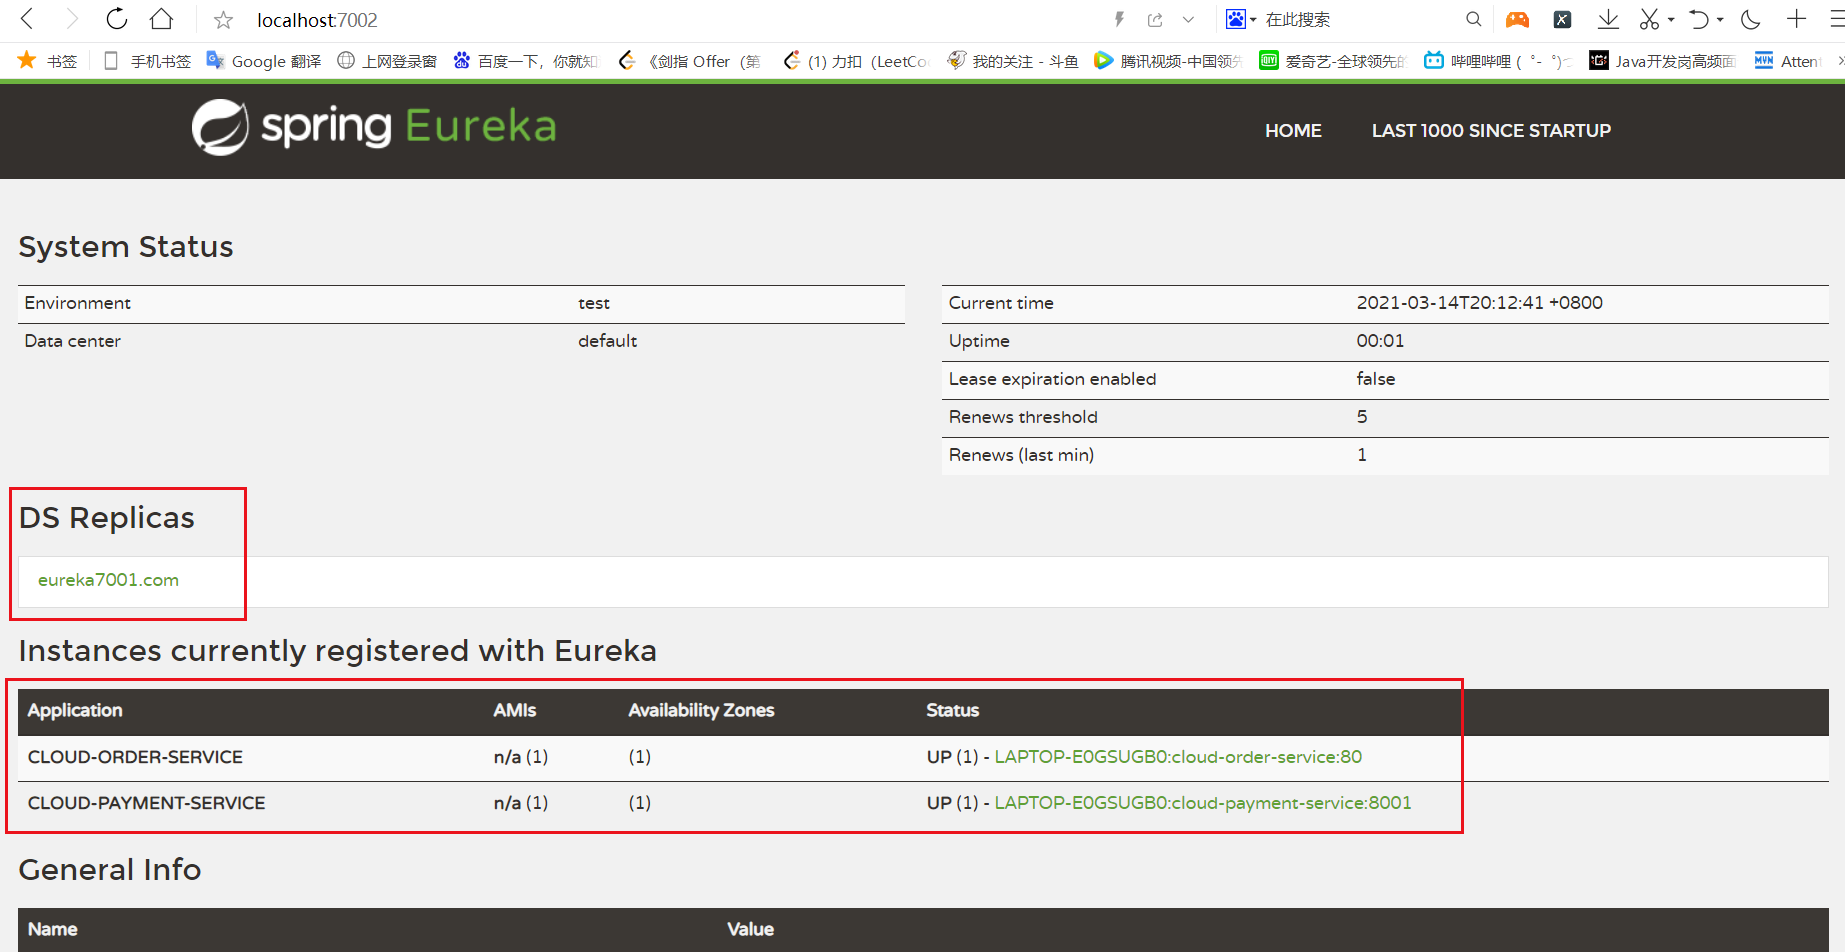 localhost:7002
在此搜索
书签 手机书签 Google 翻译 上网登录窗 百度一下，你就知 《剑指 Offer（第 (1) 力扣（LeetCo 我的关注 - 斗鱼 腾讯视频-中国领先 爱奇艺-全球领先的 哔哩哔哩 ( ゜- ゜)つ Java开发岗高频面 Attent
spring Eureka
HOME LAST 1000 SINCE STARTUP
System Status
Environment test
Data center default
Current time 2021-03-14T20:12:41 +0800
Uptime 00:01
Lease expiration enabled false
Renews threshold 5
Renews (last min) 1
DS Replicas
eureka7001.com
Instances currently registered with Eureka
Application AMIs Availability Zones Status
CLOUD-ORDER-SERVICE n/a (1) (1) UP (1) - LAPTOP-E0GSUGB0:cloud-order-service:80
CLOUD-PAYMENT-SERVICE n/a (1) (1) UP (1) - LAPTOP-E0GSUGB0:cloud-payment-service:8001
General Info
Name Value